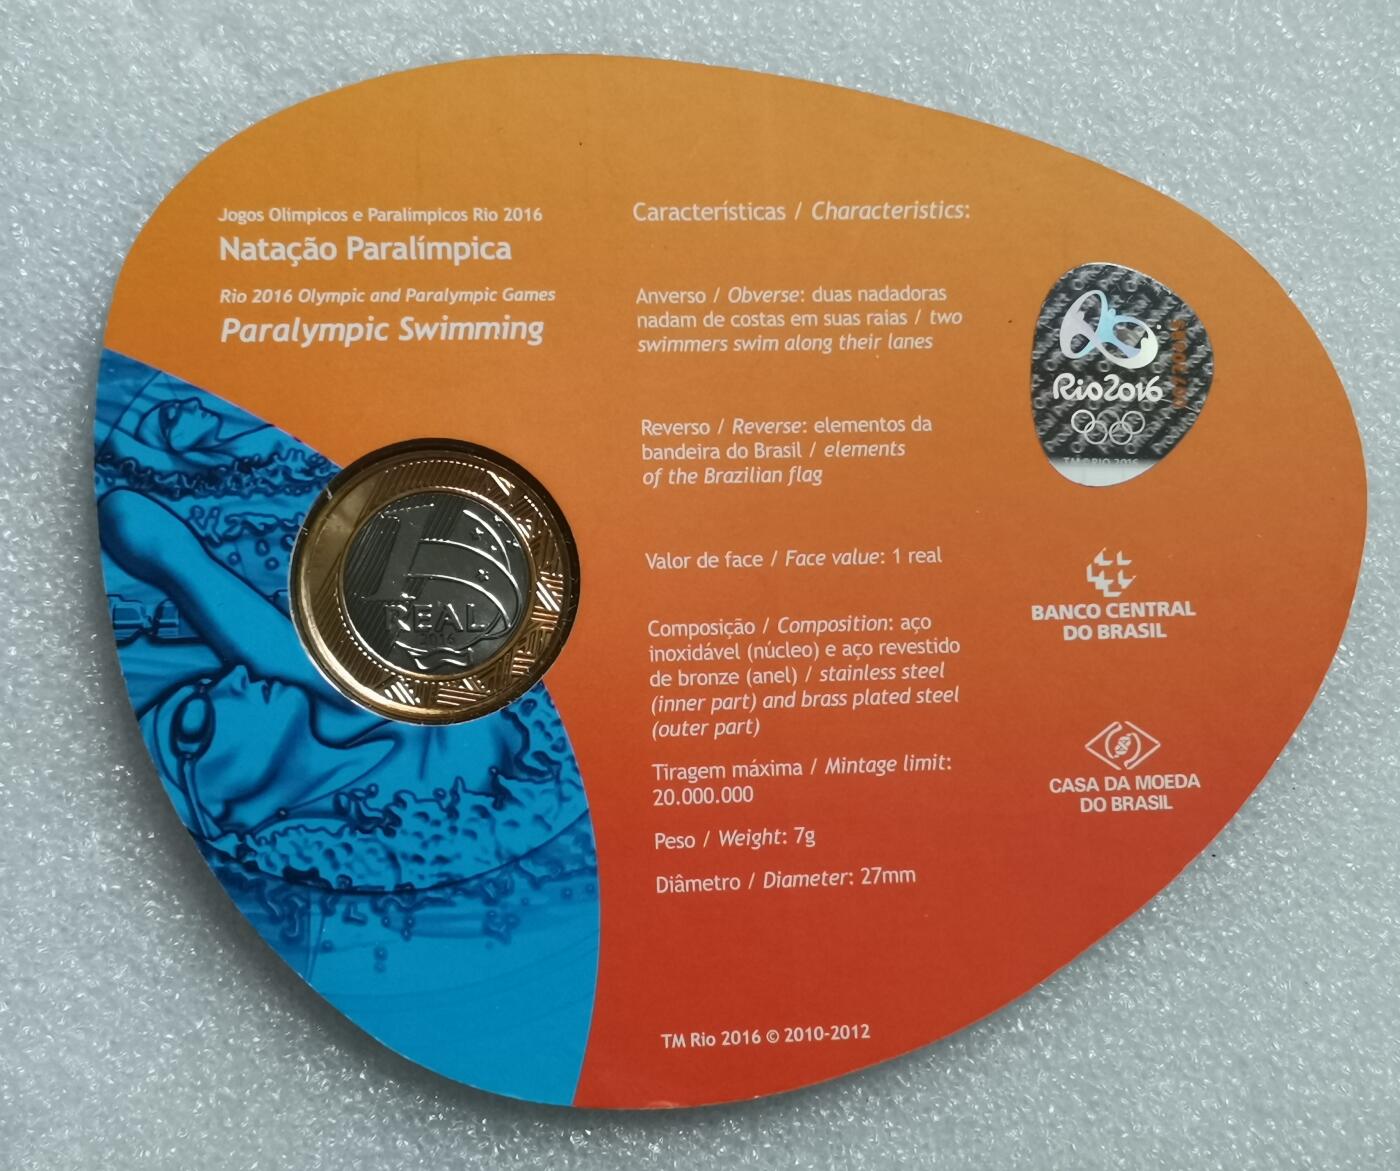 Jogos Olímpicos e Paralímpicos Rio 2016
Natação Paralímpica
Rio 2016 Olympic and Paralympic Games
Paralympic Swimming
1
REAL
2016
Características / Characteristics:
Anverso / Obverse: duas nadadoras
nadam de costas em suas raias / two
swimmers swim along their lanes
Reverso / Reverse: elementos da
bandeira do Brasil / elements
of the Brazilian flag
Valor de face / Face value: 1 real
Composição / Composition: aço
inoxidável (núcleo) e aço revestido
de bronze (anel) / stainless steel
(inner part) and brass plated steel
(outer part)
Tiragem máxima / Mintage limit:
20.000.000
Peso / Weight: 7g
Diâmetro / Diameter: 27mm
TM Rio 2016 © 2010-2012
Rio2016
TM©RIO 2016
BANCO CENTRAL
DO BRASIL
CASA DA MOEDA
DO BRASIL